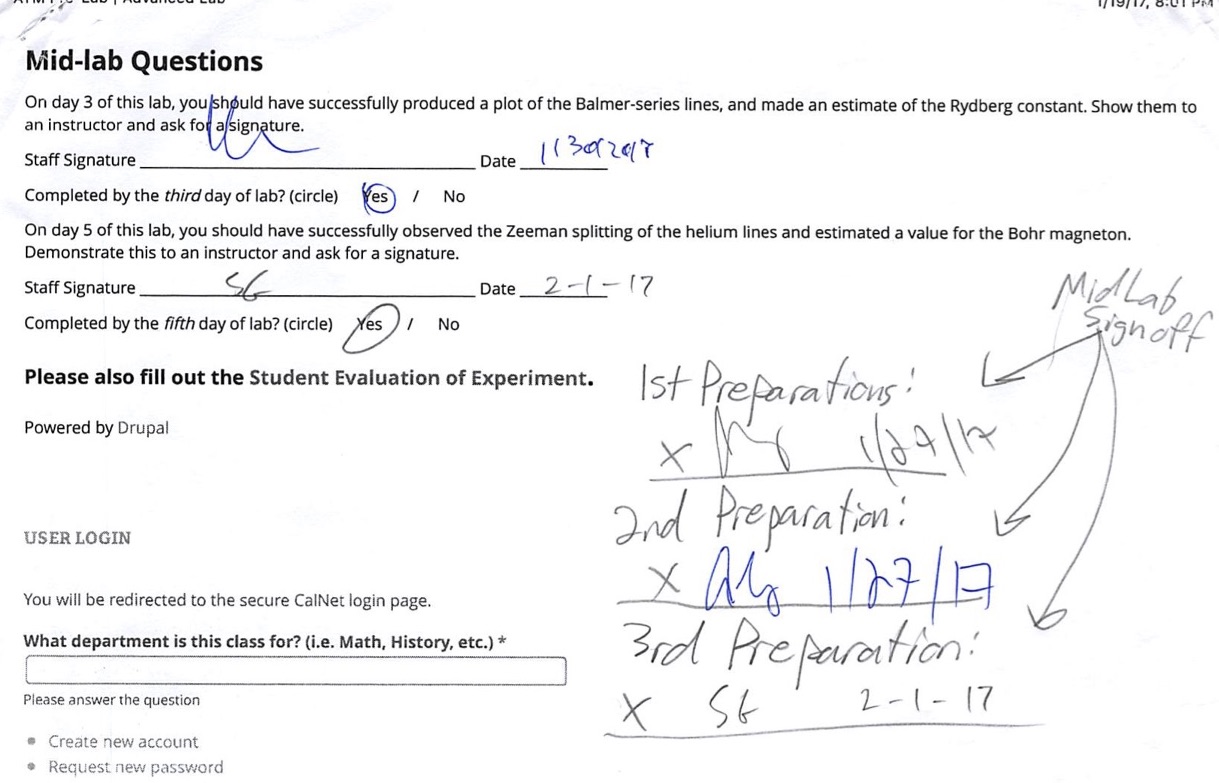 ATM Pre-Lab | Advanced Lab
1/19/17, 8:01 PM
Mid-lab Questions
On day 3 of this lab, you should have successfully produced a plot of the Balmer-series lines, and made an estimate of the Rydberg constant. Show them to
an instructor and ask for a signature.
Staff Signature Date 1/30/2017
Completed by the third day of lab? (circle) Yes / No
On day 5 of this lab, you should have successfully observed the Zeeman splitting of the helium lines and estimated a value for the Bohr magneton.
Demonstrate this to an instructor and ask for a signature.
Staff Signature SG Date 2-1-17
Completed by the fifth day of lab? (circle) Yes / No
Please also fill out the Student Evaluation of Experiment.
Powered by Drupal
MidLab
Signoff
1st Preparations:
X 1/27/17
2nd Preparation:
X 1/27/17
3rd Preparation:
X SG 2-1-17
USER LOGIN
You will be redirected to the secure CalNet login page.
What department is this class for? (i.e. Math, History, etc.) *
Please answer the question
Create new account
Request new password